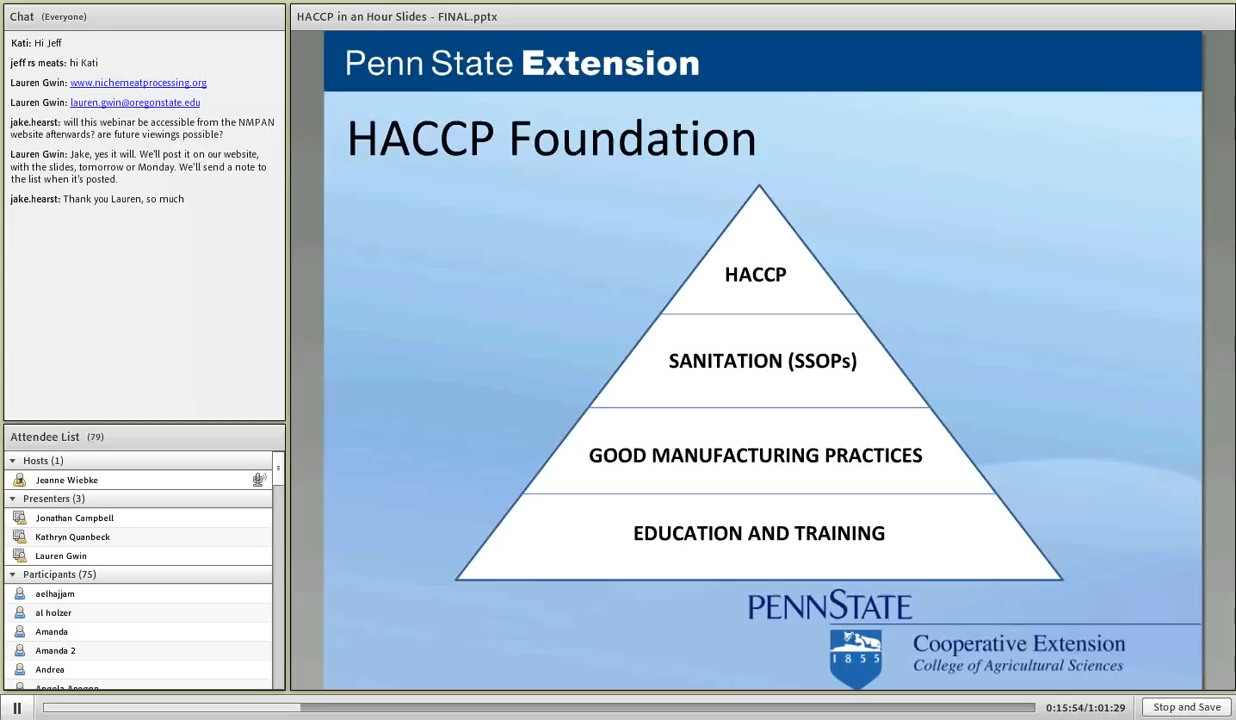 Chat (Everyone)
Kati: Hi Jeff
jeff rs meats: hi Kati
Lauren Gwin: www.nichemeatprocessing.org
Lauren Gwin: lauren.gwin@oregonstate.edu
jake.hearst: will this webinar be accessible from the NMPAN
website afterwards? are future viewings possible?
Lauren Gwin: Jake, yes it will. We'll post it on our website,
with the slides, tomorrow or Monday. We'll send a note to
the list when it's posted.
jake.hearst: Thank you Lauren, so much
Attendee List (79)
Hosts (1)
Jeanne Wiebke
Presenters (3)
Jonathan Campbell
Kathryn Quanbeck
Lauren Gwin
Participants (75)
aelhajjam
al holzer
Amanda
Amanda 2
Andrea
Angela Aragon
HACCP in an Hour Slides - FINAL.pptx
Penn State Extension
HACCP Foundation
HACCP
SANITATION (SSOPs)
GOOD MANUFACTURING PRACTICES
EDUCATION AND TRAINING
PENNSTATE
1855
Cooperative Extension
College of Agricultural Sciences
0:15:54/1:01:29
Stop and Save